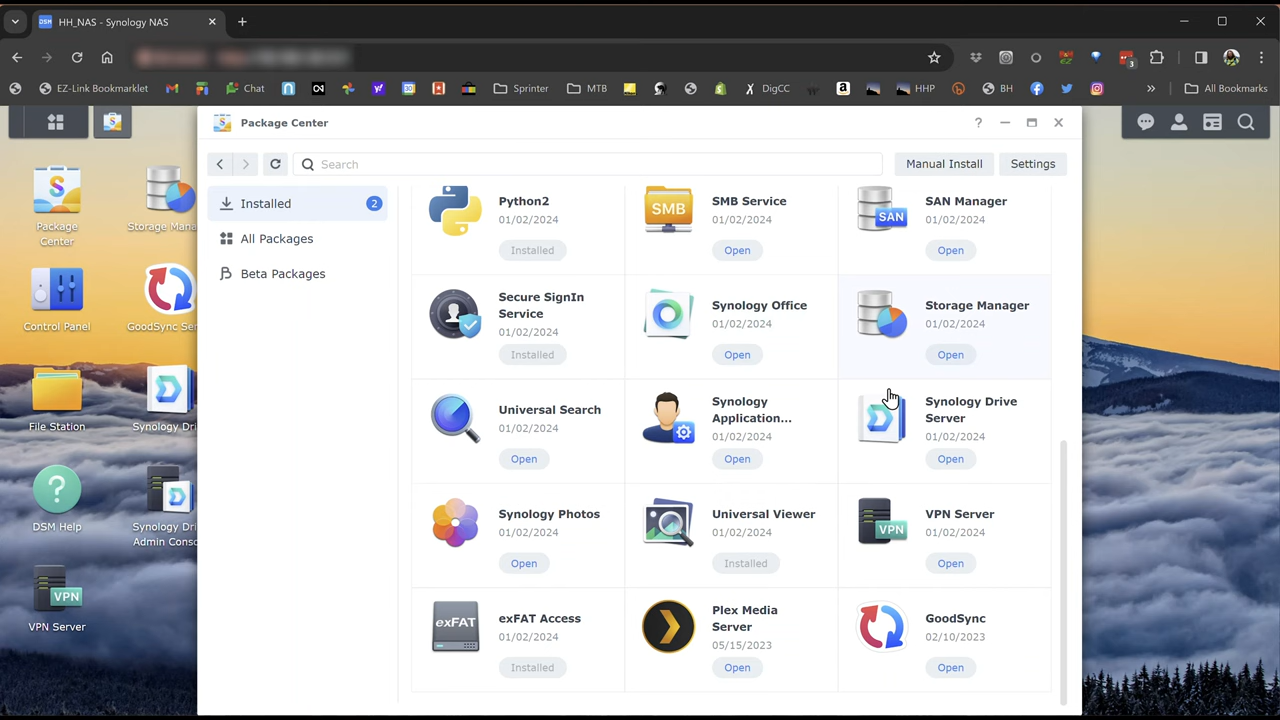 DSM HH_NAS - Synology NAS
3
EZ-Link Bookmarklet
Chat
Sprinter
MTB
DigCC
HHP
BH
All Bookmarks
Package Center
Search
Manual Install
Settings
Installed 2
All Packages
Beta Packages
Package
Center
Storage Mana
Control Panel
GoodSync Ser
File Station
Synology Dri
DSM Help
Synology Dri
Admin Conso
VPN
VPN Server
Python2
01/02/2024
Installed
SMB
SMB Service
01/02/2024
Open
SAN
SAN Manager
01/02/2024
Open
Secure SignIn
Service
01/02/2024
Installed
Synology Office
01/02/2024
Open
Storage Manager
01/02/2024
Open
Universal Search
01/02/2024
Open
Synology
Application...
01/02/2024
Open
Synology Drive
Server
01/02/2024
Open
Synology Photos
01/02/2024
Open
Universal Viewer
01/02/2024
Installed
VPN
VPN Server
01/02/2024
Open
exFAT
exFAT Access
01/02/2024
Installed
Plex Media
Server
05/15/2023
Open
GoodSync
02/10/2023
Open